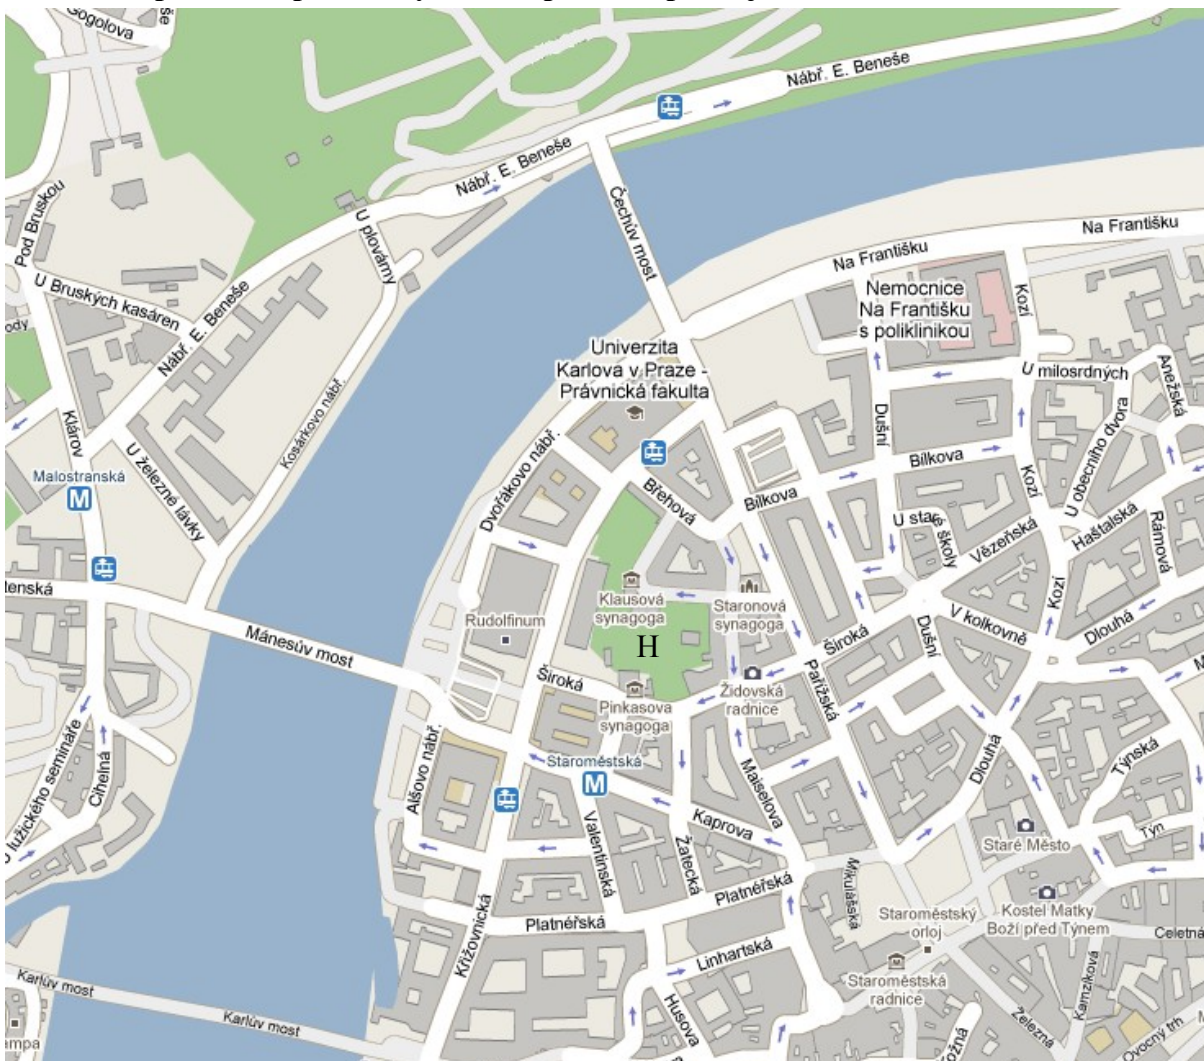 Gogolova
Nábř. E. Beneše
Nábř. E. Beneše
Pod Bruskou
U plovárny
Čechův most
Na Františku
Na Františku
U Bruských kasáren
Nábř. E. Beneše
Nemocnice
Na Františku
s poliklinikou
Kozí
Univerzita
Karlova v Praze -
Právnická fakulta
U milosrdných
Anežská
Klárov
Kosárkovo nábř.
Dvořákovo nábř.
Dušní
U obecního dvora
Malostranská
M
U železné lávky
Břehová
Bílkova
Bílkova
Kozí
U staré školy
Vězeňská
Haštalská
Rámová
Klausová
synagoga
Staronová
synagoga
Rudolfinum
H
Mánesův most
Široká
Široká
Dušní
V kolkovně
Kozí
Dlouhá
Pinkasova
synagoga
Židovská
radnice
Pařížská
Cihelná
Alšovo nábř.
Staroměstská
M
Maiselova
Dlouhá
Týnská
Kaprova
Valentinská
Žatecká
Staré Město
Týn
Mikulášská
Platnéřská
Platnéřská
Křižovnická
Staroměstský
orloj
Kostel Matky
Boží před Týnem
Celetná
Linhartská
Staroměstská
radnice
Karlův most
Karlův most
Husova
Železná
Kamzíková